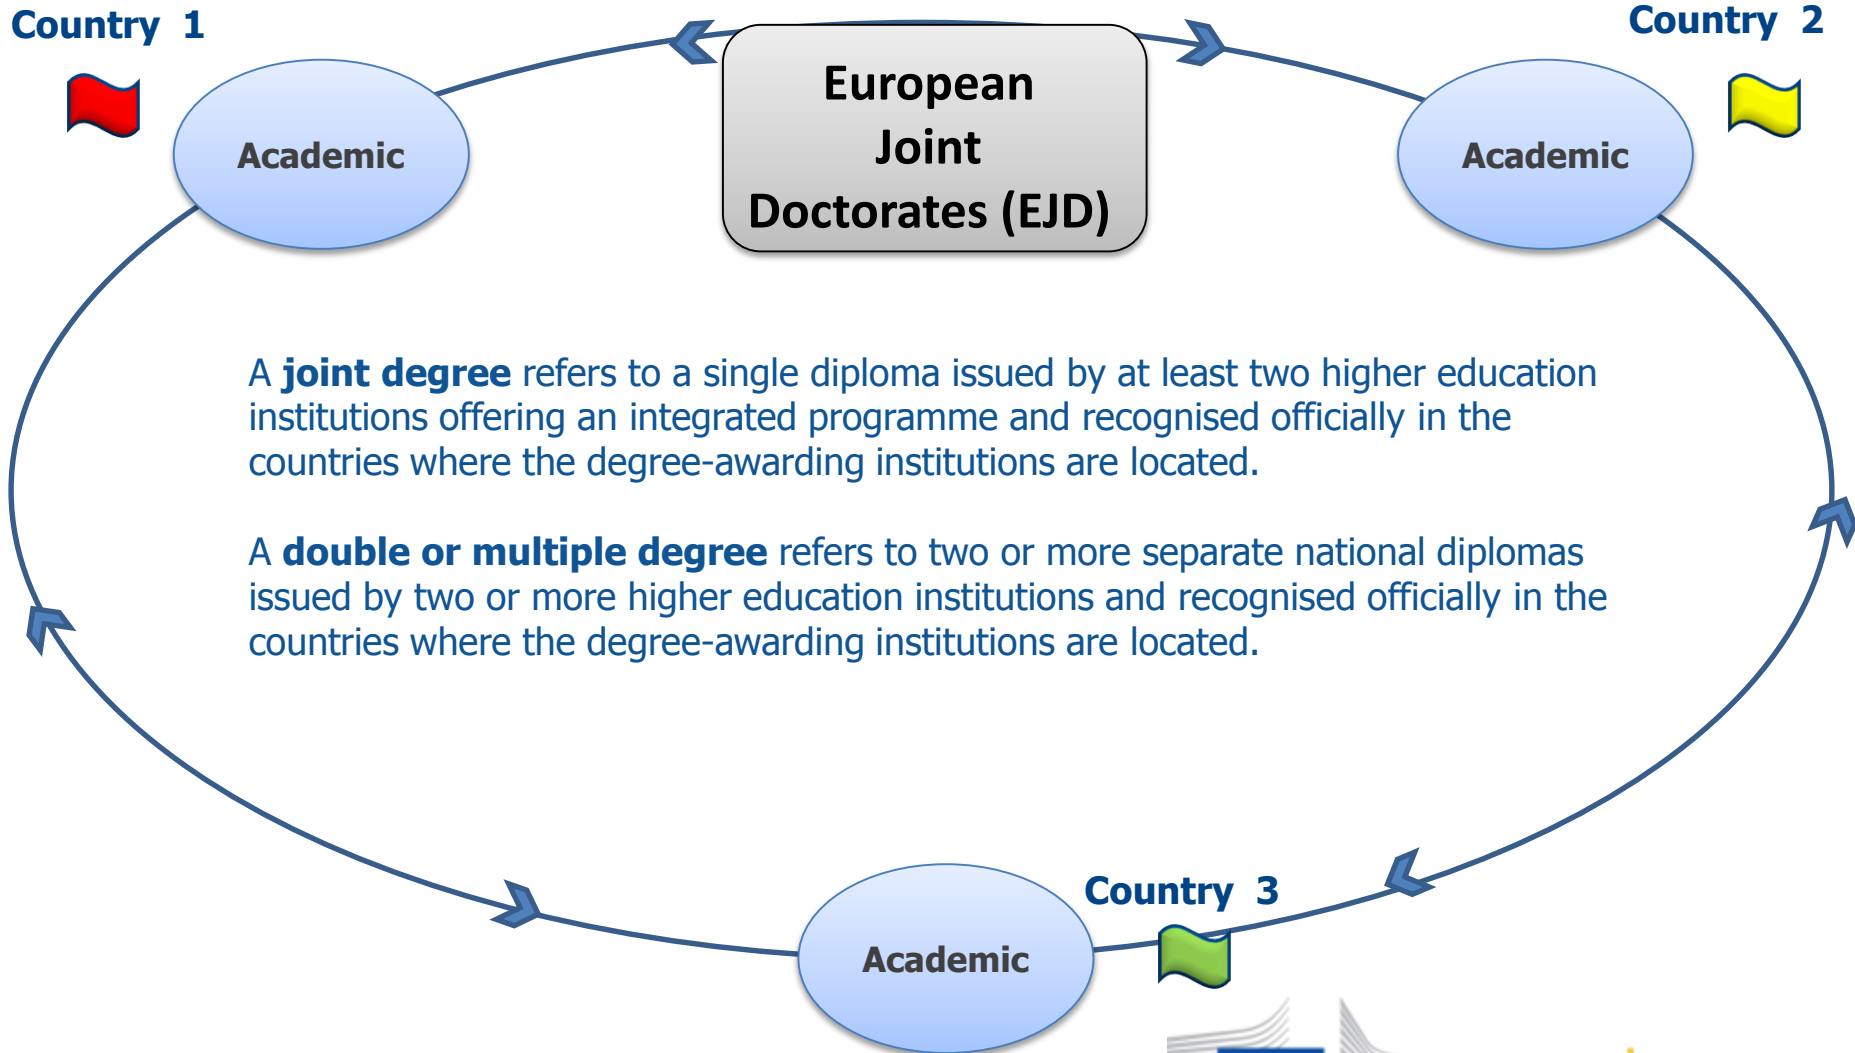 Country 1
Country 2
European
Joint
Doctorates (EJD)
Academic
Academic
A joint degree refers to a single diploma issued by at least two higher education
institutions offering an integrated programme and recognised officially in the
countries where the degree-awarding institutions are located.
A double or multiple degree refers to two or more separate national diplomas
issued by two or more higher education institutions and recognised officially in the
countries where the degree-awarding institutions are located.
Country 3
Academic